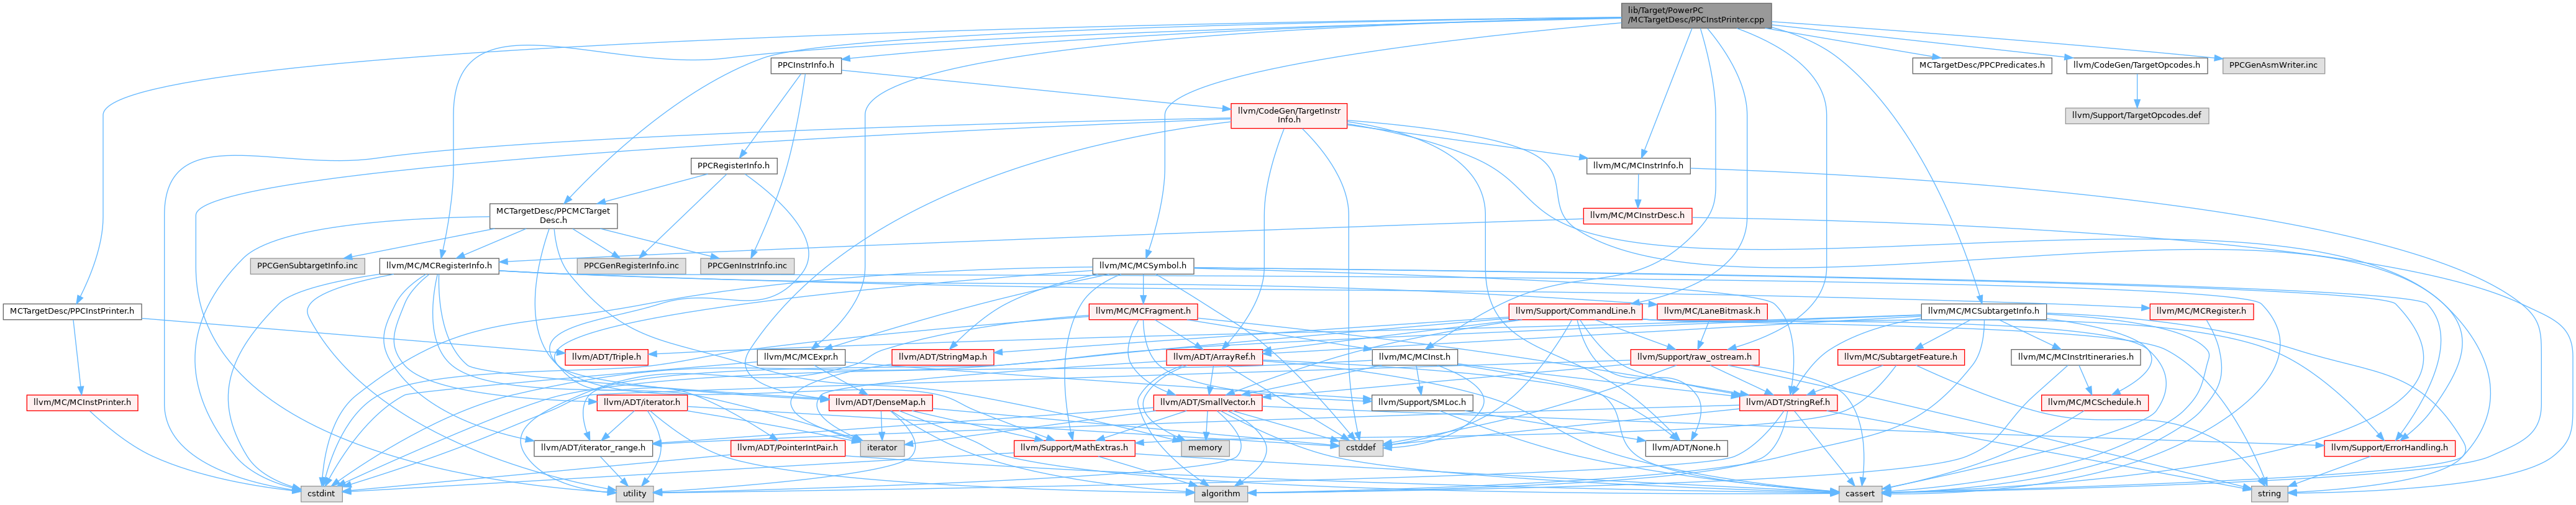 lib/Target/PowerPC
/MCTargetDesc/PPCInstPrinter.cpp
PPCInstrInfo.h
MCTargetDesc/PPCPredicates.h
llvm/CodeGen/TargetOpcodes.h
PPCGenAsmWriter.inc
llvm/CodeGen/TargetInstr
Info.h
llvm/Support/TargetOpcodes.def
PPCRegisterInfo.h
llvm/MC/MCInstrInfo.h
MCTargetDesc/PPCMCTarget
Desc.h
llvm/MC/MCInstrDesc.h
PPCGenSubtargetInfo.inc
llvm/MC/MCRegisterInfo.h
PPCGenRegisterInfo.inc
PPCGenInstrInfo.inc
llvm/MC/MCSymbol.h
MCTargetDesc/PPCInstPrinter.h
llvm/MC/MCFragment.h
llvm/Support/CommandLine.h
llvm/MC/LaneBitmask.h
llvm/MC/MCSubtargetInfo.h
llvm/MC/MCRegister.h
llvm/ADT/Triple.h
llvm/MC/MCExpr.h
llvm/ADT/StringMap.h
llvm/ADT/ArrayRef.h
llvm/MC/MCInst.h
llvm/Support/raw_ostream.h
llvm/MC/SubtargetFeature.h
llvm/MC/MCInstrItineraries.h
llvm/MC/MCInstPrinter.h
llvm/ADT/iterator.h
llvm/ADT/DenseMap.h
llvm/ADT/SmallVector.h
llvm/Support/SMLoc.h
llvm/ADT/StringRef.h
llvm/MC/MCSchedule.h
llvm/ADT/iterator_range.h
llvm/ADT/PointerIntPair.h
iterator
llvm/Support/MathExtras.h
memory
cstddef
llvm/ADT/None.h
llvm/Support/ErrorHandling.h
cstdint
utility
algorithm
cassert
string